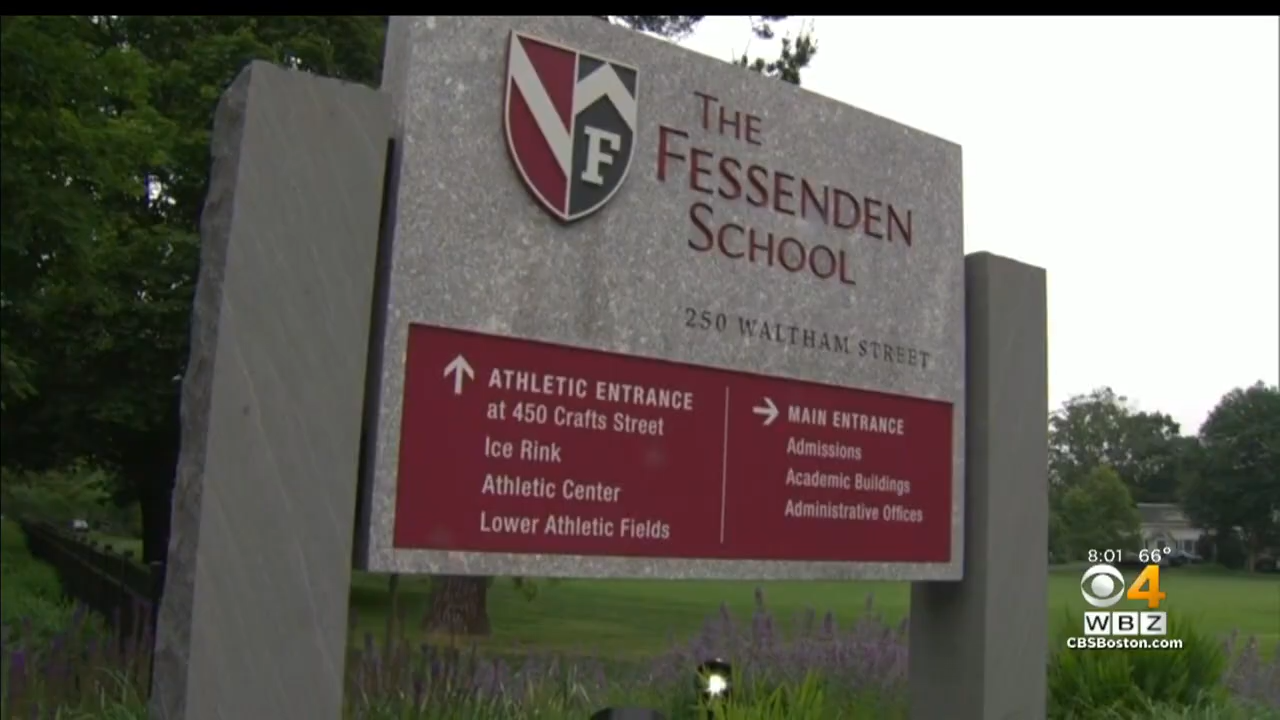 F
THE
FESSENDEN
SCHOOL
250 WALTHAM STREET
ATHLETIC ENTRANCE
at 450 Crafts Street
Ice Rink
Athletic Center
Lower Athletic Fields
MAIN ENTRANCE
Admissions
Academic Buildings
Administrative Offices
8:01 66°
4
WBZ
CBSBoston.com